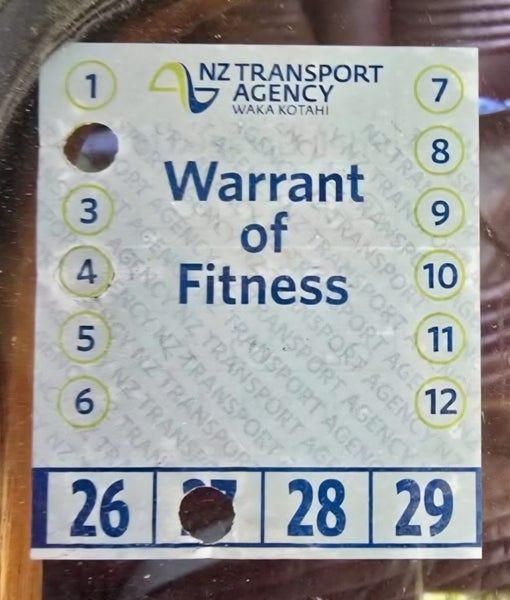 NZ TRANSPORT
AGENCY
WAKA KOTAHI
Warrant
of
Fitness
1
3
4
5
6
7
8
9
10
11
12
26 28 29